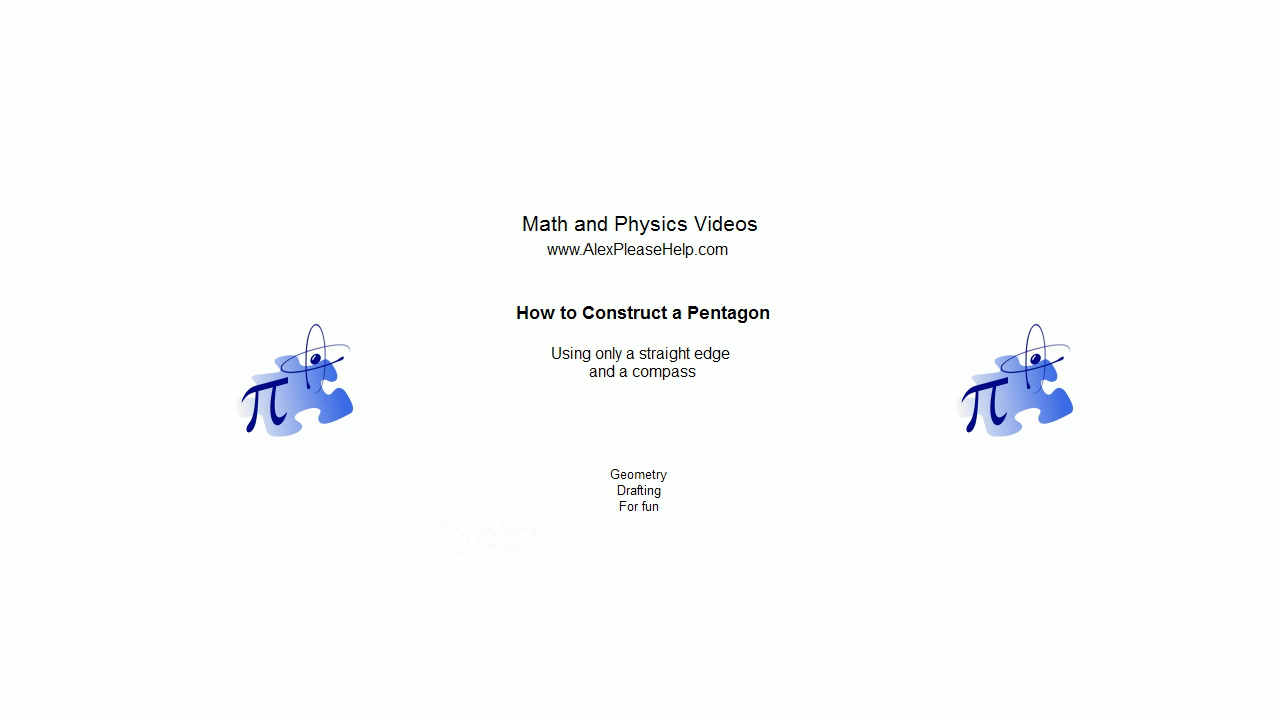 Math and Physics Videos
www.AlexPleaseHelp.com
How to Construct a Pentagon
Using only a straight edge
and a compass
π
π
Geometry
Drafting
For fun